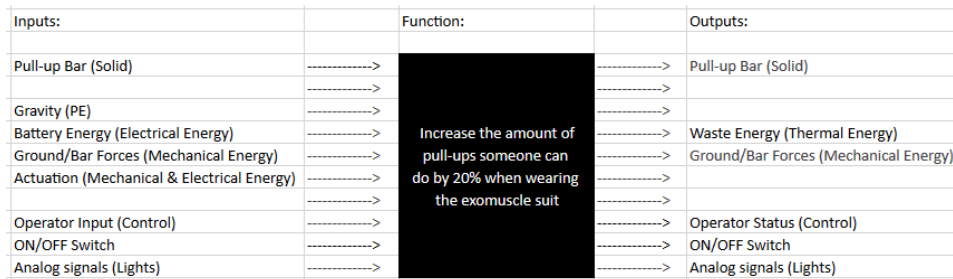 Inputs: Function: Outputs:
Pull-up Bar (Solid) -------------> -------------> Pull-up Bar (Solid)
-------------> ------------->
Gravity (PE) -------------> ------------->
Battery Energy (Electrical Energy) -------------> Increase the amount of -------------> Waste Energy (Thermal Energy)
Ground/Bar Forces (Mechanical Energy) -------------> pull-ups someone can -------------> Ground/Bar Forces (Mechanical Energy)
Actuation (Mechanical & Electrical Energy) -------------> do by 20% when wearing ------------->
-------------> the exomuscle suit ------------->
Operator Input (Control) -------------> -------------> Operator Status (Control)
ON/OFF Switch -------------> -------------> ON/OFF Switch
Analog signals (Lights) -------------> -------------> Analog signals (Lights)